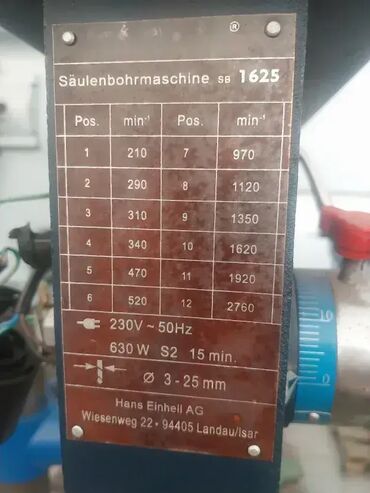 ®
Säulenbohrmaschine SB 1625
Pos. min⁻¹ Pos. min⁻¹
1 210 7 970
2 290 8 1120
3 310 9 1350
4 340 10 1620
5 470 11 1920
6 520 12 2760
230V ~ 50Hz
630 W S2 15 min.
Ø 3 - 25 mm
Hans Einhell AG
Wiesenweg 22 • 94405 Landau/Isar